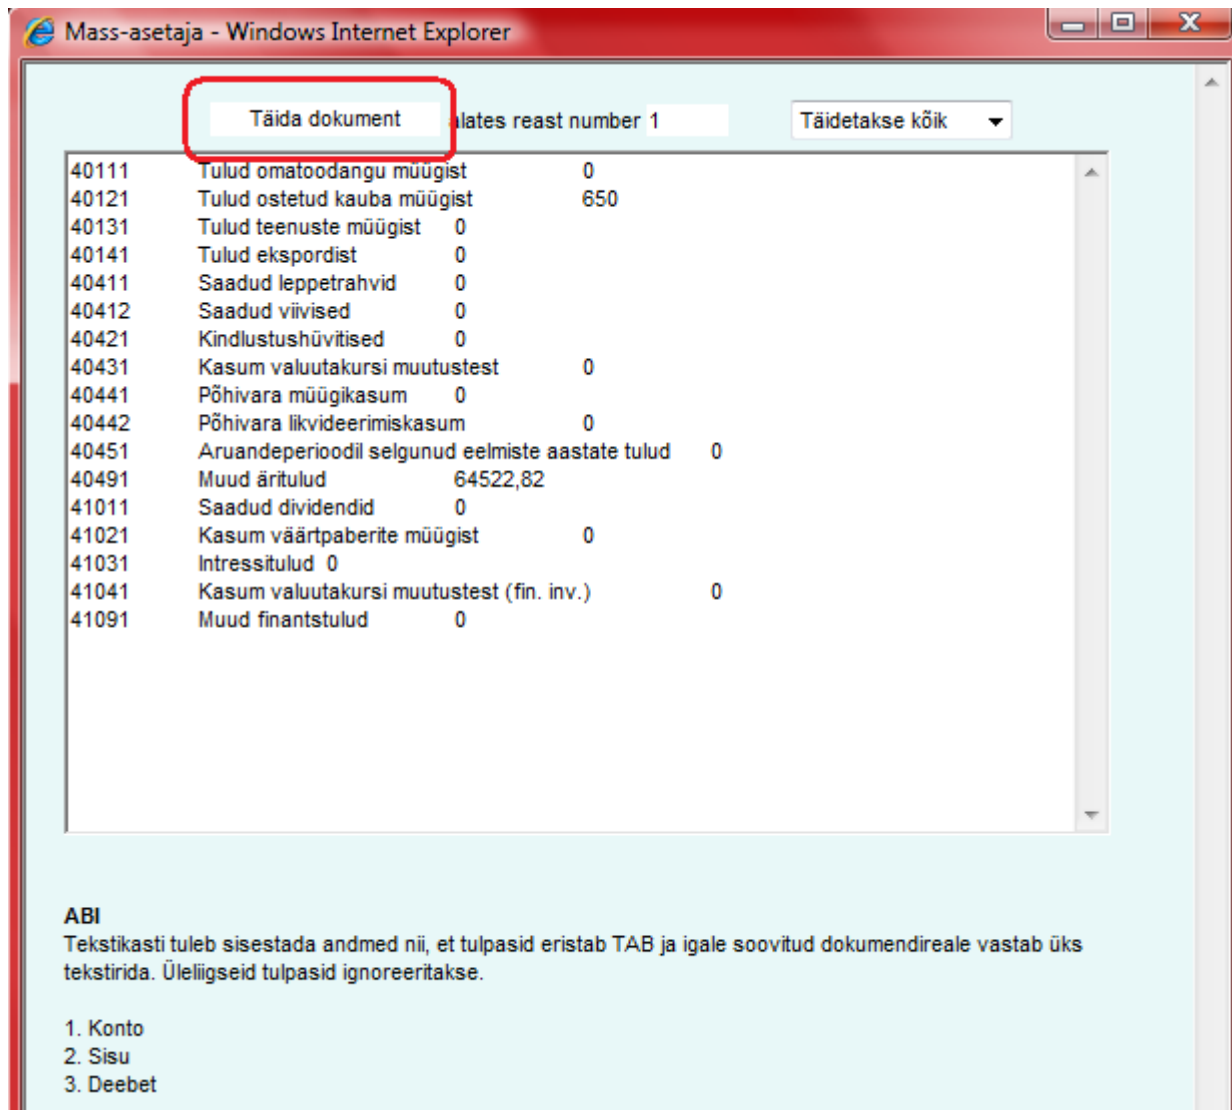 Mass-asetaja - Windows Internet Explorer
Täida dokument alates reast number 1 Täidetakse kõik
40111 Tulud omatoodangu müügist 0
40121 Tulud ostetud kauba müügist 650
40131 Tulud teenuste müügist 0
40141 Tulud ekspordist 0
40411 Saadud leppetrahvid 0
40412 Saadud viivised 0
40421 Kindlustushüvitised 0
40431 Kasum valuutakursi muutustest 0
40441 Põhivara müügikasum 0
40442 Põhivara likvideerimiskasum 0
40451 Aruandeperioodil selgunud eelmiste aastate tulud 0
40491 Muud äritulud 64522,82
41011 Saadud dividendid 0
41021 Kasum väärtpaberite müügist 0
41031 Intressitulud 0
41041 Kasum valuutakursi muutustest (fin. inv.) 0
41091 Muud finantstulud 0
ABI
Tekstikasti tuleb sisestada andmed nii, et tulpasid eristab TAB ja igale soovitud dokumendireale vastab üks
tekstirida. Üleliigseid tulpasid ignoreeritakse.
1. Konto
2. Sisu
3. Deebet